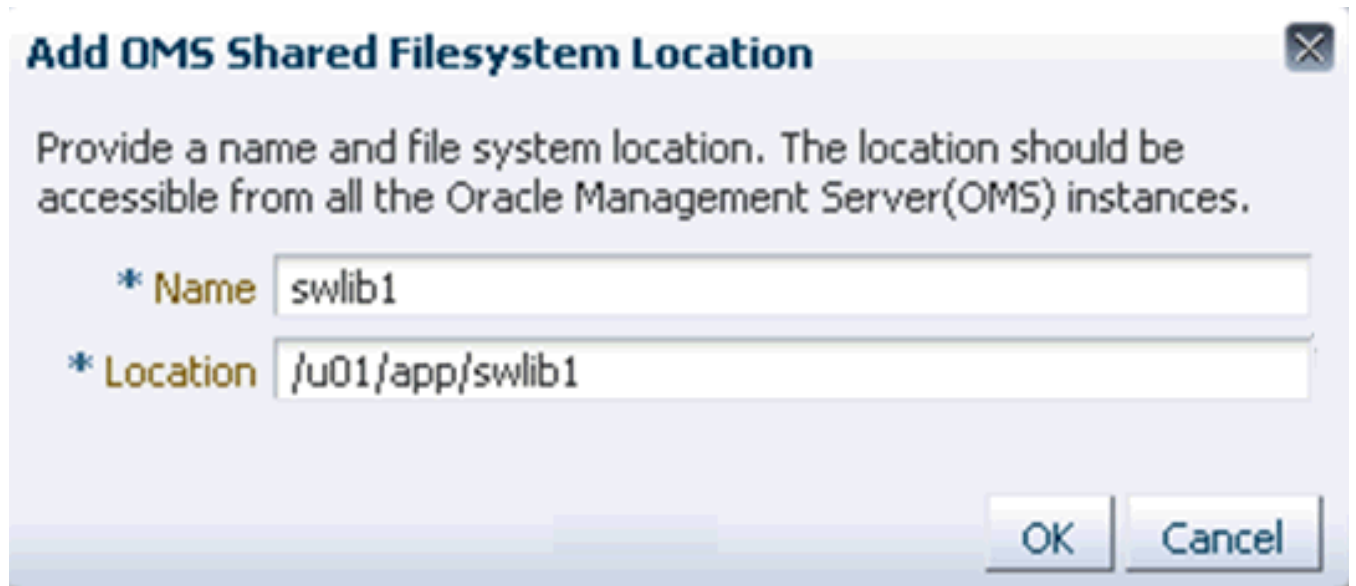 Add OMS Shared Filesystem Location
Provide a name and file system location. The location should be
accessible from all the Oracle Management Server(OMS) instances.
* Name swlib1
* Location /u01/app/swlib1
OK Cancel